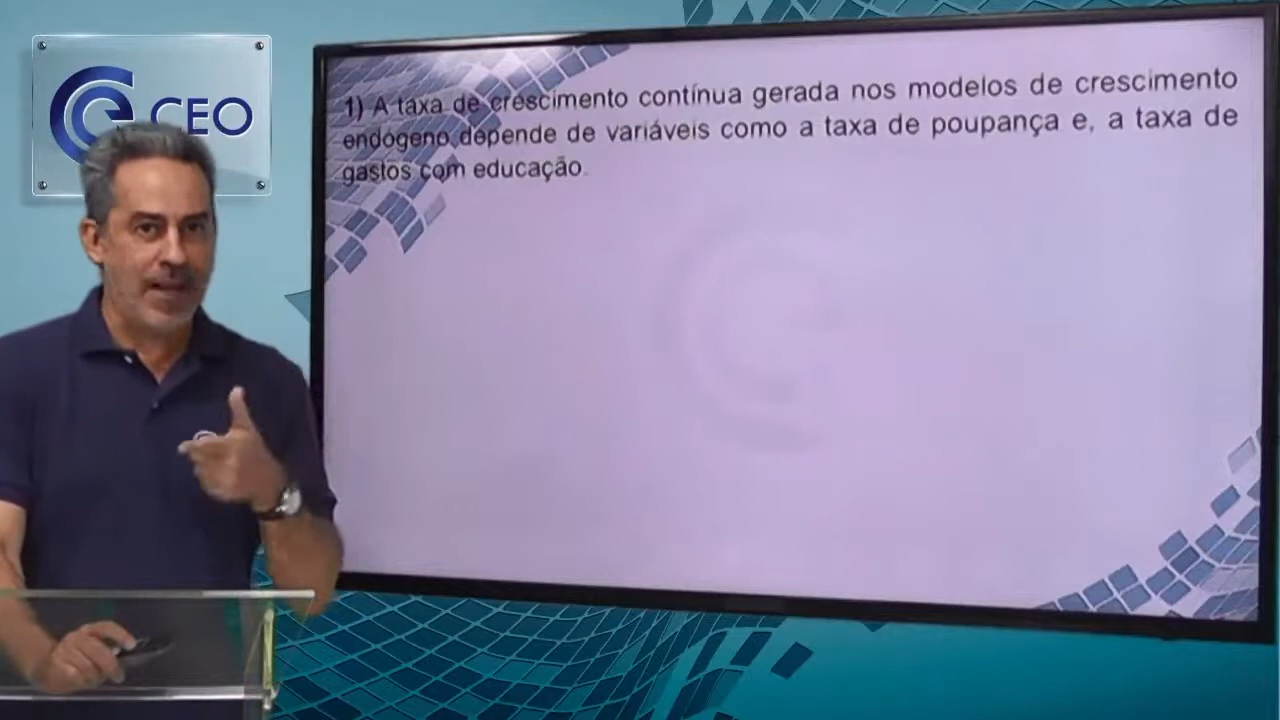 CEO
1) A taxa de crescimento contínua gerada nos modelos de crescimento
endógeno depende de variáveis como a taxa de poupança e, a taxa de
gastos com educação.